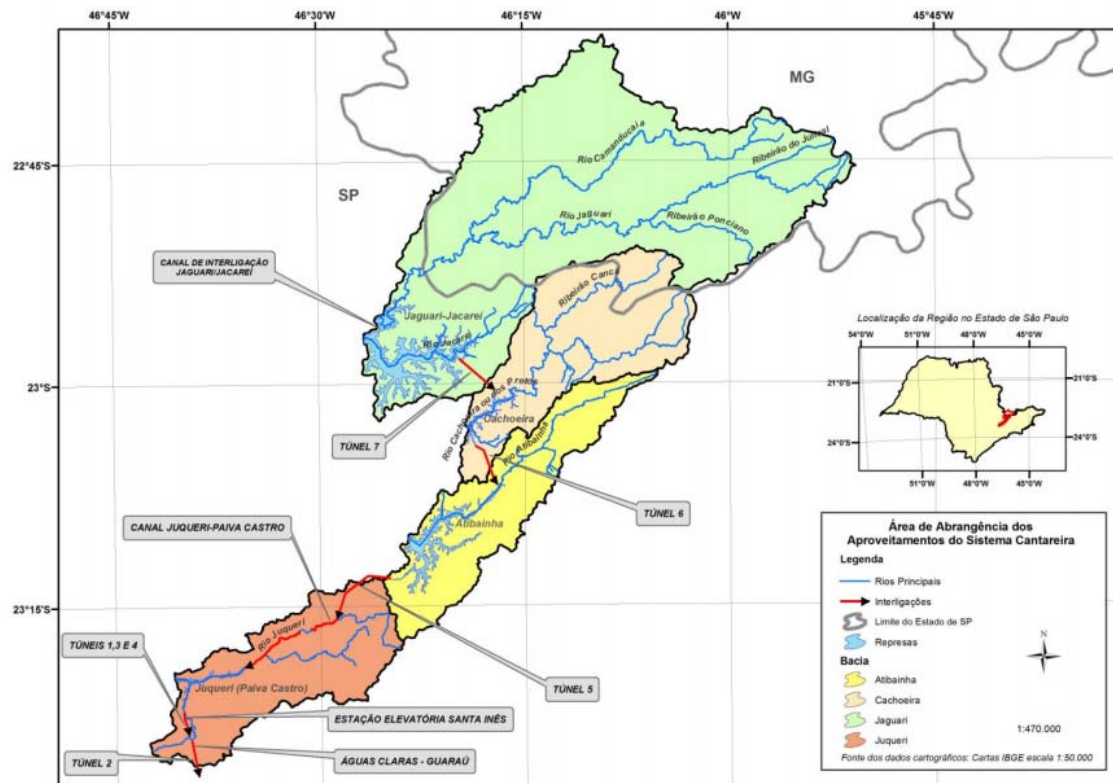 46°45'W
46°30'W
46°15'W
46°W
45°45'W
MG
Rio Camanducaia
Ribeirão do Juncal
22°45'S
SP
Rio Jaguari
Ribeirão Ponciano
CANAL DE INTERLIGAÇÃO
JAGUARI/JACAREÍ
Ribeirão Cancã
Jaguari-Jacareí
Rio Jacareí
23°S
Rio Cachoeira ou dos Pretos
Cachoeira
TÚNEL 7
Rio Atibainha
TÚNEL 6
CANAL JUQUERI-PAIVA CASTRO
Atibainha
23°15'S
Rio Juqueri
TÚNEIS 1,3 E 4
TÚNEL 5
Juqueri (Paiva Castro)
ESTAÇÃO ELEVATÓRIA SANTA INÊS
TÚNEL 2
ÁGUAS CLARAS - GUARAÚ
Localização da Região no Estado de São Paulo
54°0'W
51°0'W
48°0'W
45°0'W
21°0'S
21°0'S
24°0'S
24°0'S
51°0'W
48°0'W
45°0'W
Área de Abrangência dos
Aproveitamentos do Sistema Cantareira
Legenda
Rios Principais
Interligações
Limite do Estado de SP
Represas
Bacia
Atibainha
Cachoeira
Jaguari
Juqueri
N
1:470.000
Fonte dos dados cartográficos: Cartas IBGE escala 1:50.000